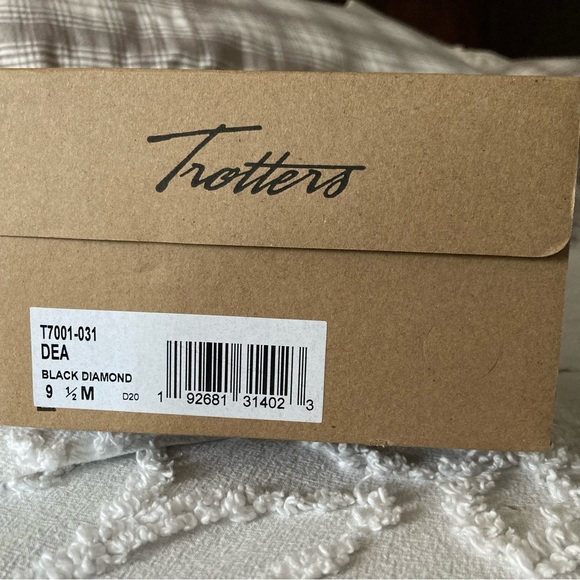 Trotters
T7001-031
DEA
BLACK DIAMOND
9 ½ M D20
1 92681 31402 3